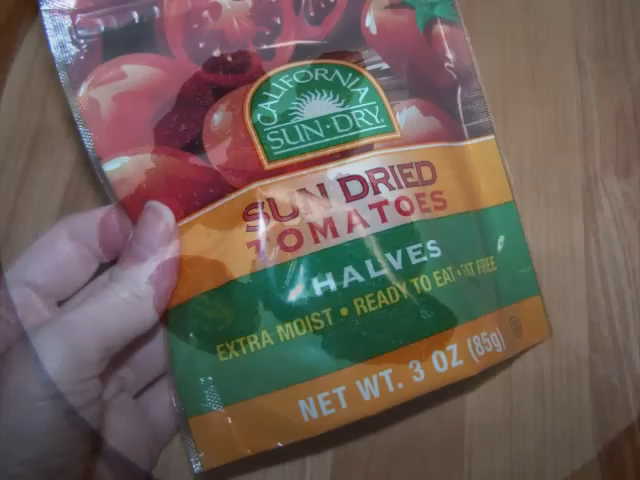 CALIFORNIA
SUN·DRY
SUN DRIED
TOMATOES
HALVES
EXTRA MOIST • READY TO EAT • FAT FREE
NET WT. 3 OZ (85g)